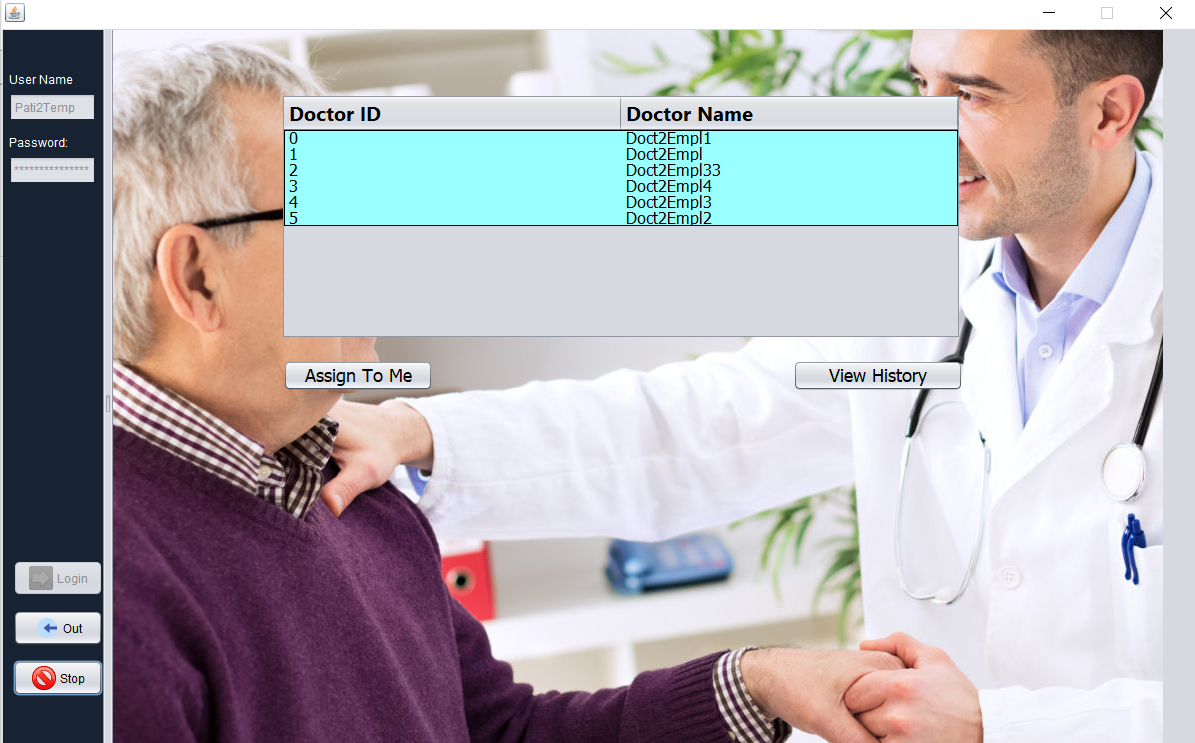 User Name
Pati2Temp
Password:
***************
Login
Out
Stop
Doctor ID Doctor Name
0 Doct2Empl1
1 Doct2Empl
2 Doct2Empl33
3 Doct2Empl4
4 Doct2Empl3
5 Doct2Empl2
Assign To Me View History